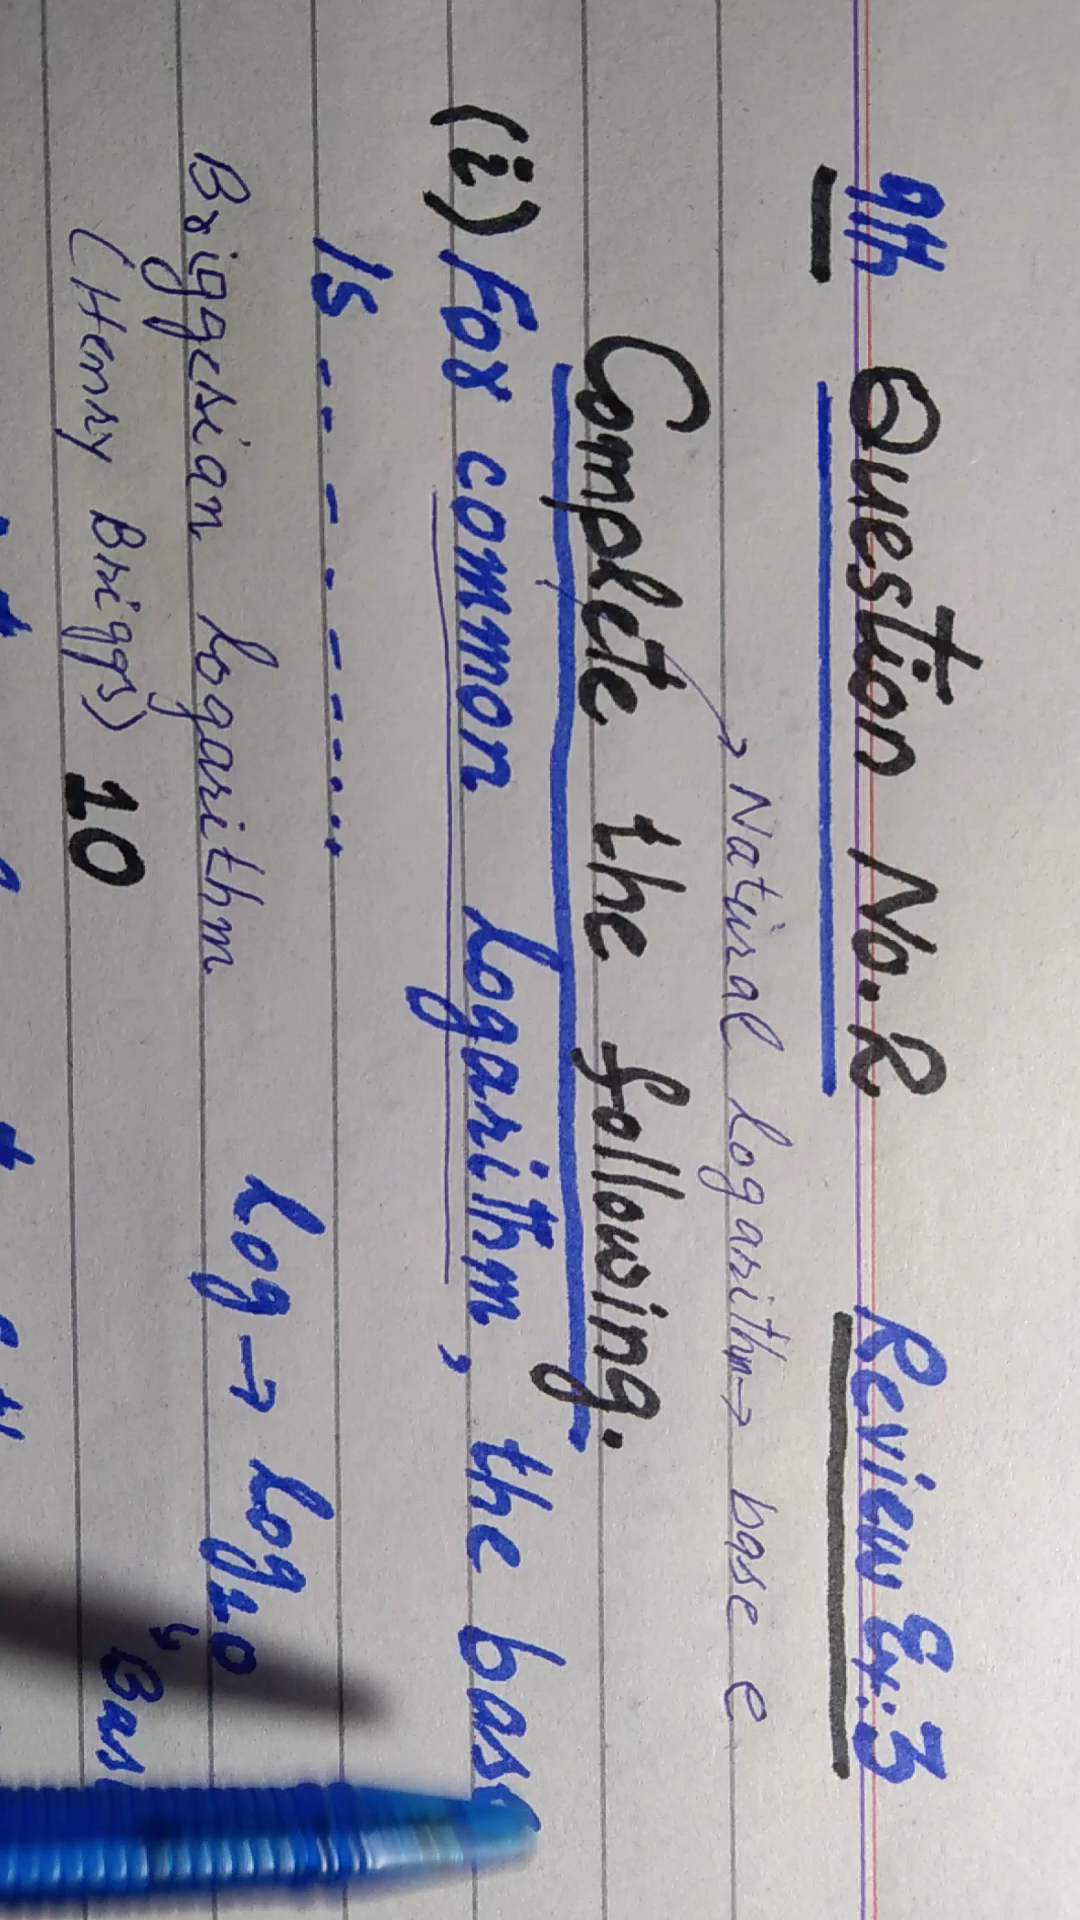 9th Question No. 2 Review Ex: 3
→ Natural logarithm → base e
Complete the following.
(i) For common logarithm, the base
is - - - - - - - ....
Briggesian logarithm log → log₁₀
(Henry Briggs) 10 ↳ Bas